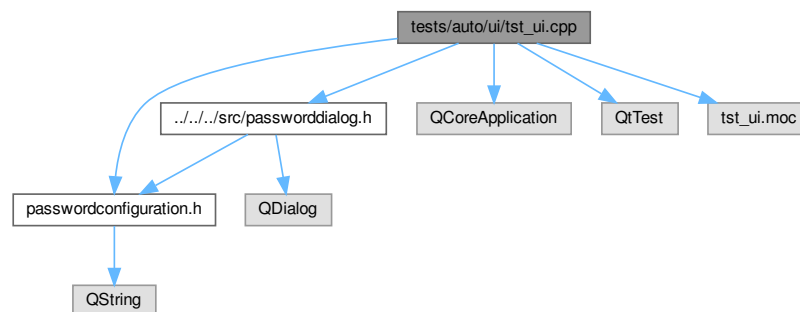 tests/auto/ui/tst_ui.cpp
../../../src/passworddialog.h
QCoreApplication
QtTest
tst_ui.moc
passwordconfiguration.h
QDialog
QString